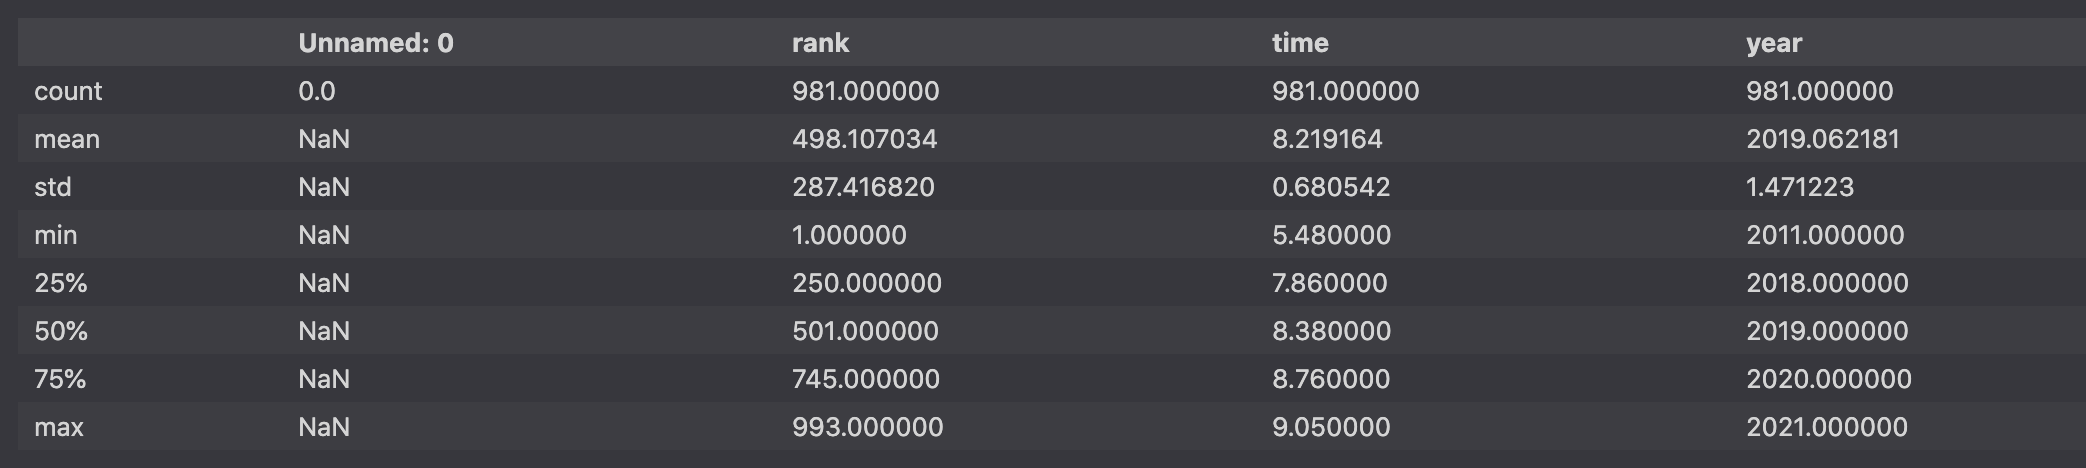 Unnamed: 0 rank time year
count 0.0 981.000000 981.000000 981.000000
mean NaN 498.107034 8.219164 2019.062181
std NaN 287.416820 0.680542 1.471223
min NaN 1.000000 5.480000 2011.000000
25% NaN 250.000000 7.860000 2018.000000
50% NaN 501.000000 8.380000 2019.000000
75% NaN 745.000000 8.760000 2020.000000
max NaN 993.000000 9.050000 2021.000000